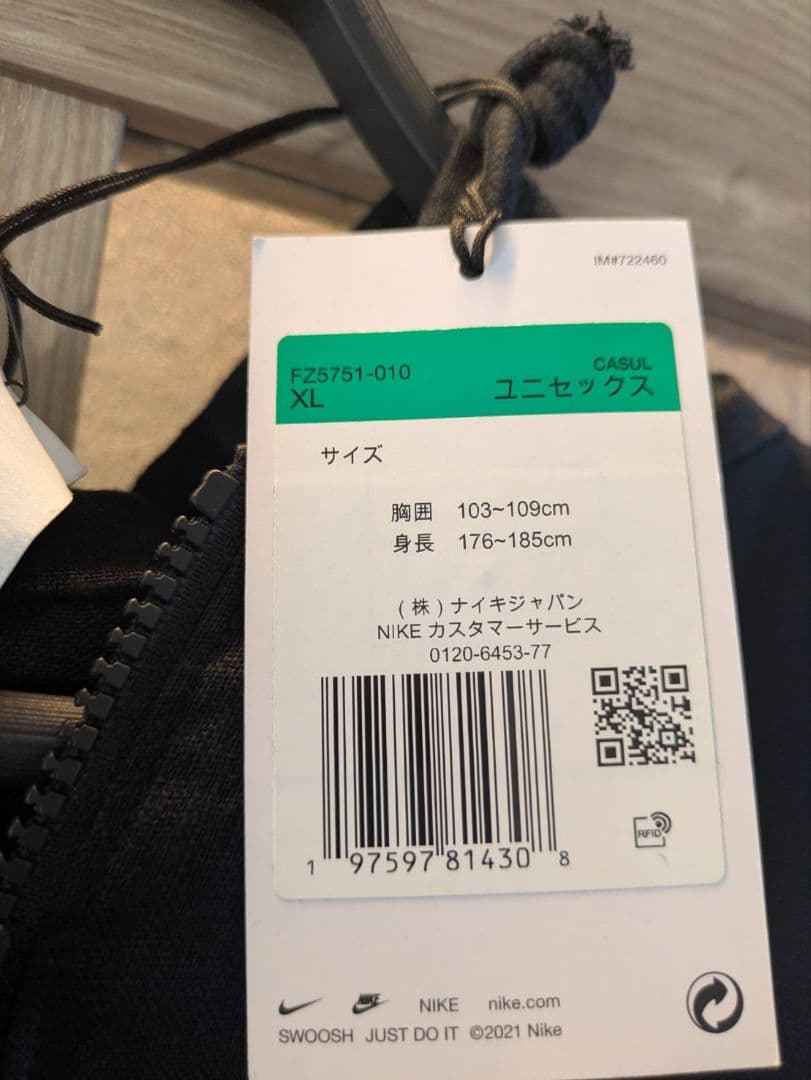 IM#722460
FZ5751-010
CASUL
XL
ユニセックス
サイズ
胸囲 103~109cm
身長 176~185cm
(株)ナイキジャパン
NIKE カスタマーサービス
0120-6453-77
1 97597 81430 8
RFID
NIKE
NIKE nike.com
SWOOSH JUST DO IT ©2021 Nike